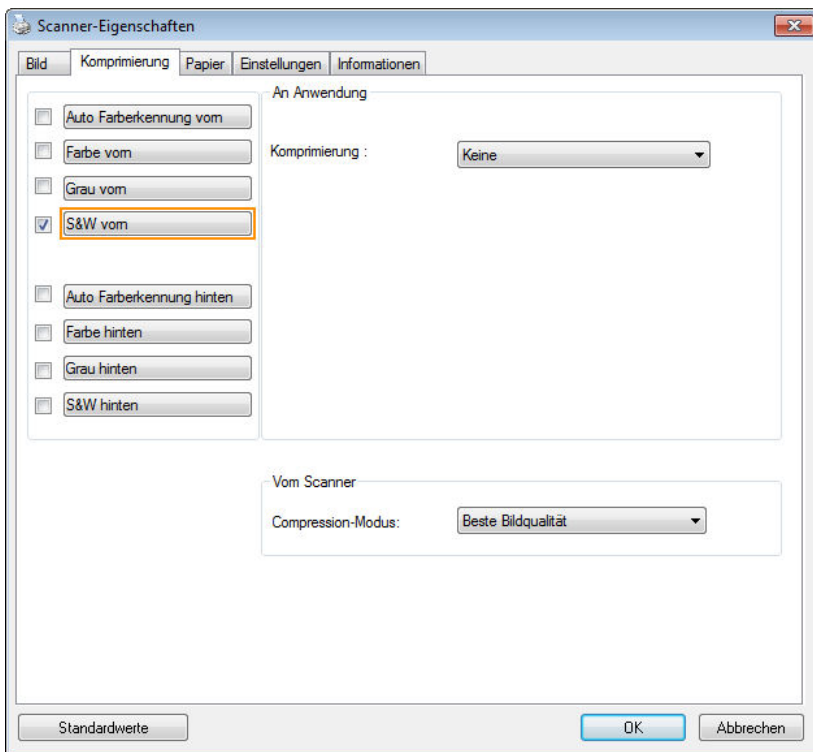 Scanner-Eigenschaften
Bild Komprimierung Papier Einstellungen Informationen
An Anwendung
Auto Farberkennung vorn
Farbe vorn
Komprimierung : Keine
Grau vorn
S&W vorn
Auto Farberkennung hinten
Farbe hinten
Grau hinten
S&W hinten
Vom Scanner
Compression-Modus: Beste Bildqualität
Standardwerte OK Abbrechen